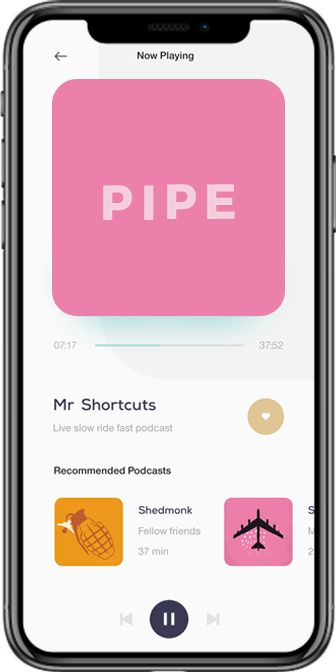 Now Playing
PIPE
07:17 37:52
Mr Shortcuts
Live slow ride fast podcast
Recommended Podcasts
Shedmonk
Fellow friends
37 min
S
M
2